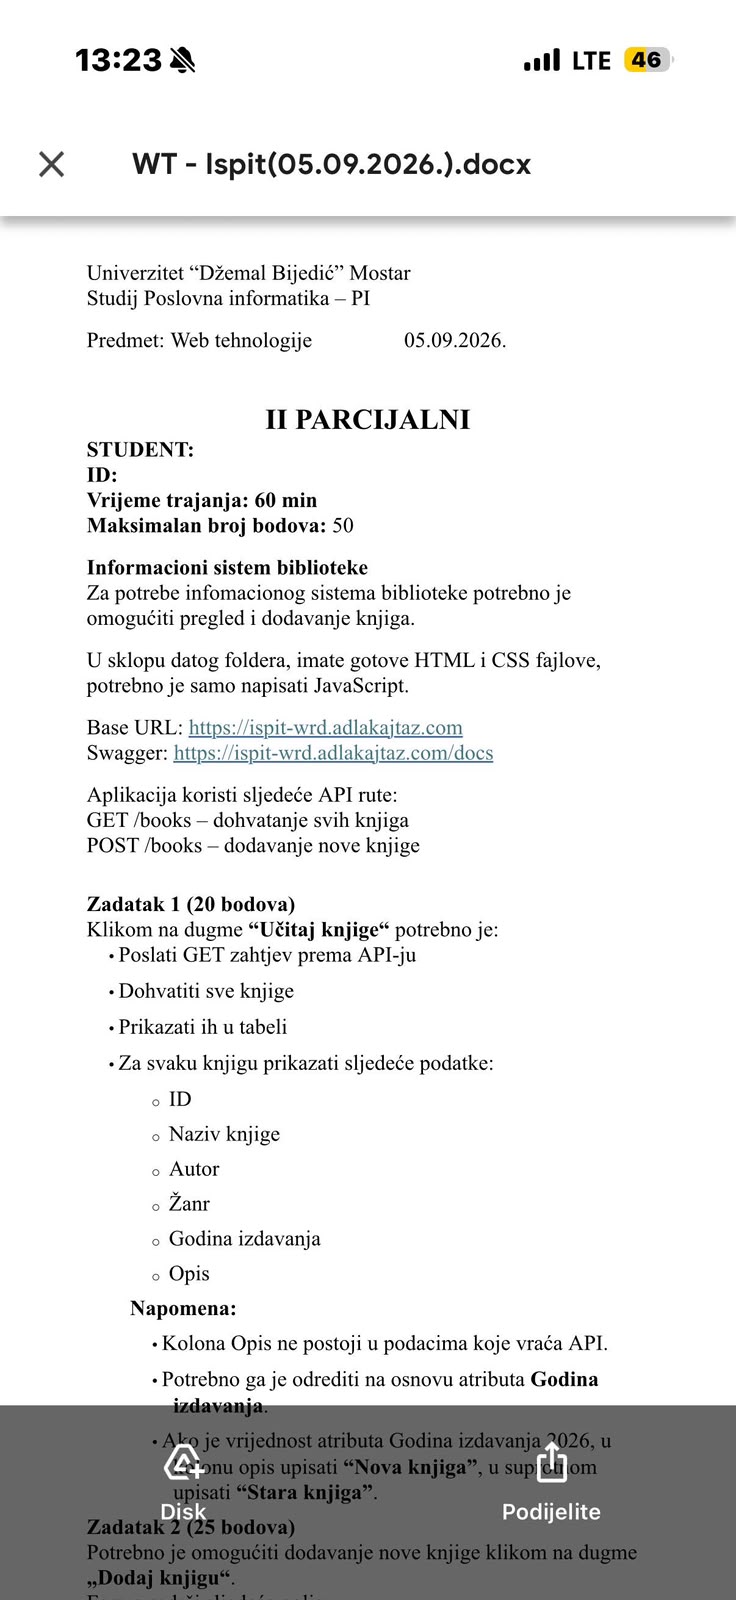 13:23
LTE 46
WT - Ispit(05.09.2026.).docx
Univerzitet “Džemal Bijedić” Mostar
Studij Poslovna informatika – PI
Predmet: Web tehnologije 05.09.2026.
II PARCIJALNI
STUDENT:
ID:
Vrijeme trajanja: 60 min
Maksimalan broj bodova: 50
Informacioni sistem biblioteke
Za potrebe infomacionog sistema biblioteke potrebno je
omogućiti pregled i dodavanje knjiga.
U sklopu datog foldera, imate gotove HTML i CSS fajlove,
potrebno je samo napisati JavaScript.
Base URL: https://ispit-wrd.adlakajtaz.com
Swagger: https://ispit-wrd.adlakajtaz.com/docs
Aplikacija koristi sljedeće API rute:
GET /books – dohvatanje svih knjiga
POST /books – dodavanje nove knjige
Zadatak 1 (20 bodova)
Klikom na dugme “Učitaj knjige“ potrebno je:
• Poslati GET zahtjev prema API-ju
• Dohvatiti sve knjige
• Prikazati ih u tabeli
• Za svaku knjigu prikazati sljedeće podatke:
○ ID
○ Naziv knjige
○ Autor
○ Žanr
○ Godina izdavanja
○ Opis
Napomena:
• Kolona Opis ne postoji u podacima koje vraća API.
• Potrebno ga je odrediti na osnovu atributa Godina
izdavanja.
• Ako je vrijednost atributa Godina izdavanja 2026, u
opis upisati “Nova knjiga”, u
upisati “Stara knjiga”.
Disk
Podijelite
Zadatak 2 (25 bodova)
Potrebno je omogućiti dodavanje nove knjige klikom na dugme
„Dodaj knjigu“.